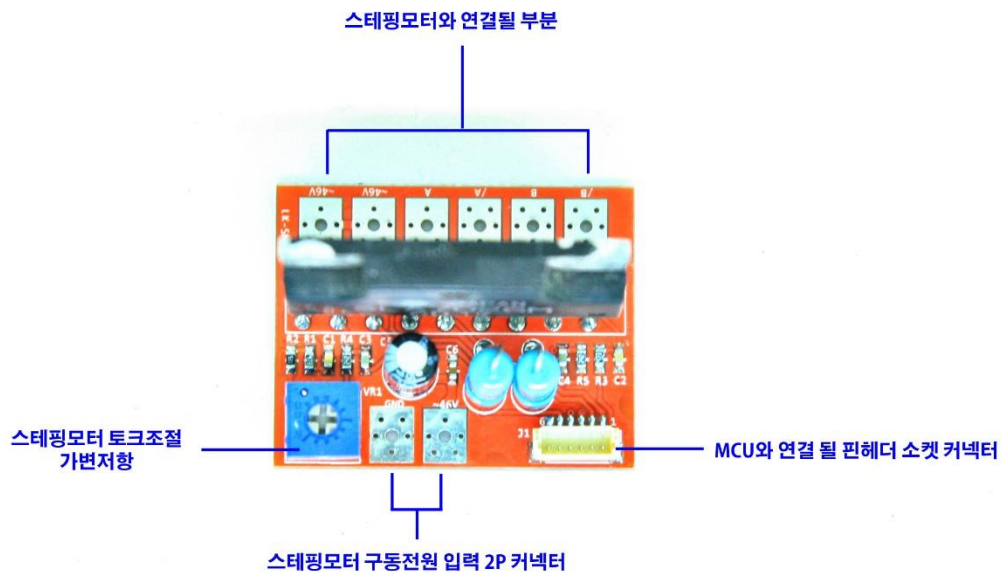 스테핑모터와 연결될 부분
~46V ~46V A /A B /B
R2 R1 C1 R4 C3
C6
C4 R5 R3 C2
VR1
GND ~46V
J1
6 1
스테핑모터 토크조절
가변저항
MCU와 연결 될 핀헤더 소켓 커넥터
스테핑모터 구동전원 입력 2P 커넥터